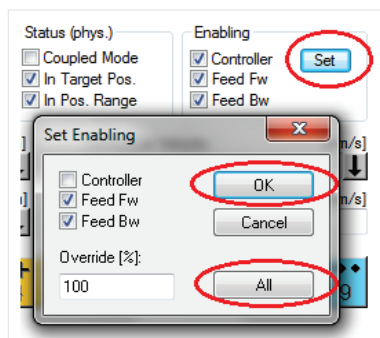 Status (phys.)
Enabling
Coupled Mode
Controller
Set
In Target Pos.
Feed Fw
In Pos. Range
Feed Bw
Set Enabling
Controller
OK
Feed Fw
Feed Bw
Cancel
Override [%]:
100
All
9